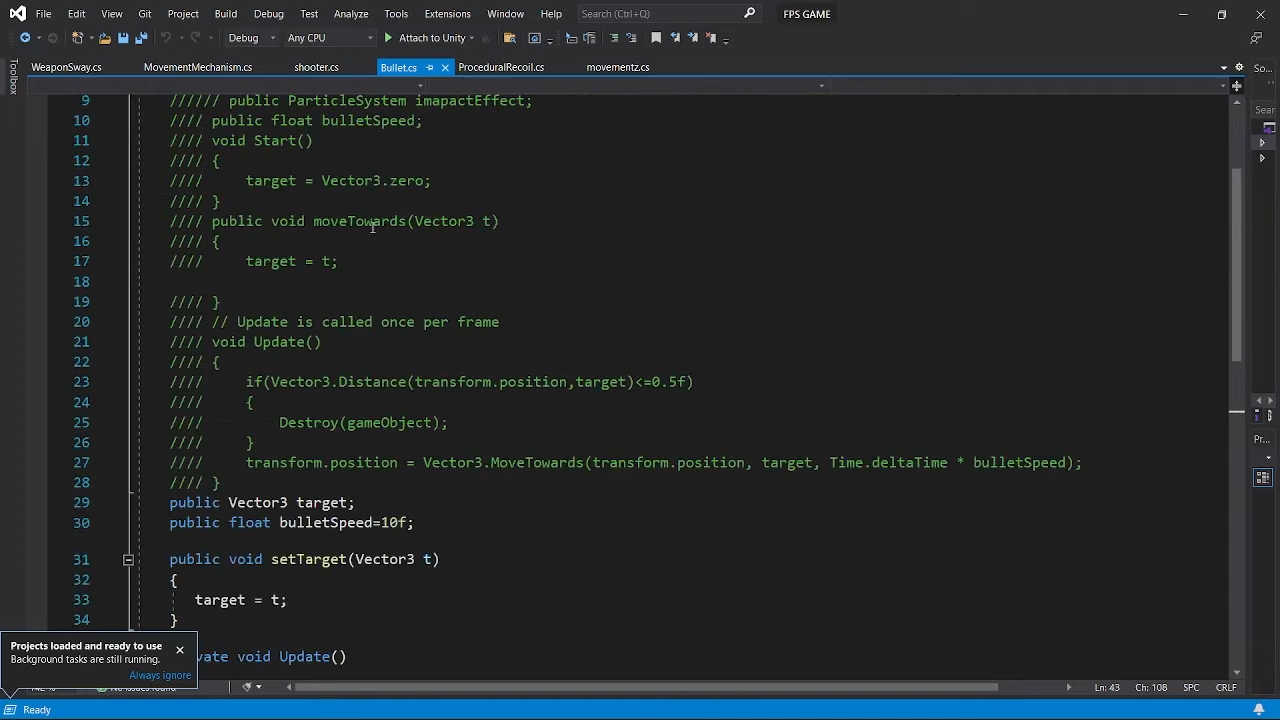 File Edit View Git Project Build Debug Test Analyze Tools Extensions Window Help Search (Ctrl+Q) FPS GAME
Debug Any CPU Attach to Unity
WeaponSway.cs MovementMechanism.cs shooter.cs Bullet.cs ProceduralRecoil.cs movementz.cs
Toolbox
So...
9 ////// public ParticleSystem imapactEffect;
10 //// public float bulletSpeed;
11 //// void Start()
12 //// {
13 //// target = Vector3.zero;
14 //// }
15 //// public void moveTowards(Vector3 t)
16 //// {
17 //// target = t;
18
19 //// }
20 //// // Update is called once per frame
21 //// void Update()
22 //// {
23 //// if(Vector3.Distance(transform.position,target)<=0.5f)
24 //// {
25 //// Destroy(gameObject);
26 //// }
27 //// transform.position = Vector3.MoveTowards(transform.position, target, Time.deltaTime * bulletSpeed);
28 //// }
29 public Vector3 target;
30 public float bulletSpeed=10f;
31 public void setTarget(Vector3 t)
32 {
33 target = t;
34 }
vate void Update()
Sear
Pr...
Projects loaded and ready to use
Background tasks are still running.
Always ignore
Ln: 43 Ch: 108 SPC CRLF
Ready